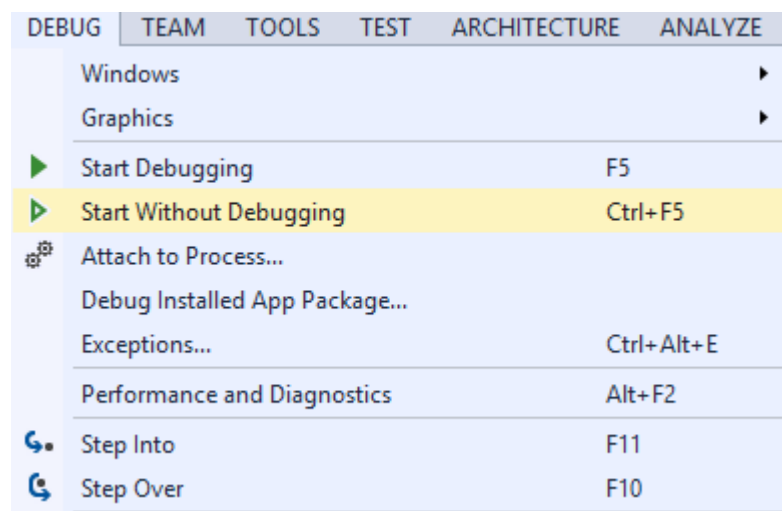 DEBUG TEAM TOOLS TEST ARCHITECTURE ANALYZE
Windows
Graphics
Start Debugging F5
Start Without Debugging Ctrl+F5
Attach to Process...
Debug Installed App Package...
Exceptions... Ctrl+Alt+E
Performance and Diagnostics Alt+F2
Step Into F11
Step Over F10